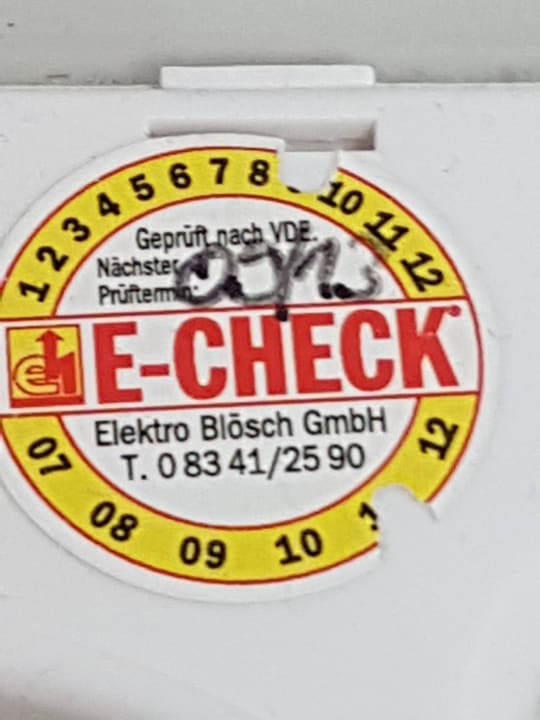 1 2 3 4 5 6 7 8 10 11 12
Geprüft nach VDE.
Nächster
Prüftermin:
E-CHECK
Elektro Blösch GmbH
T. 0 83 41/25 90
07 08 09 10 12